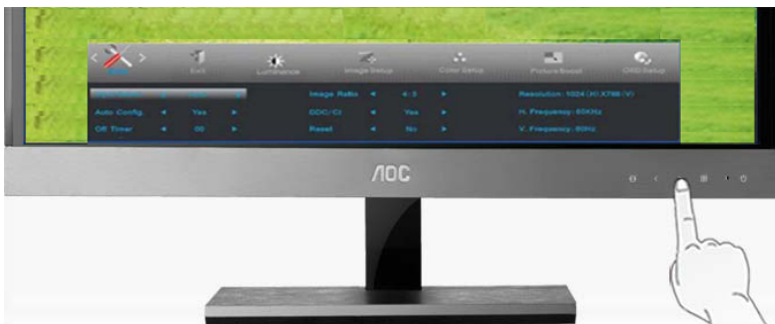 Exit Luminance Image Setup Color Setup Picture Boost OSD Setup
Image Ratio 4:3 Resolution: 1024 (H) X 768 (V)
Auto Config. Yes DDC/CI Yes H. Frequency: 60KHz
Off Timer 00 Reset No V. Frequency: 60Hz
AOC